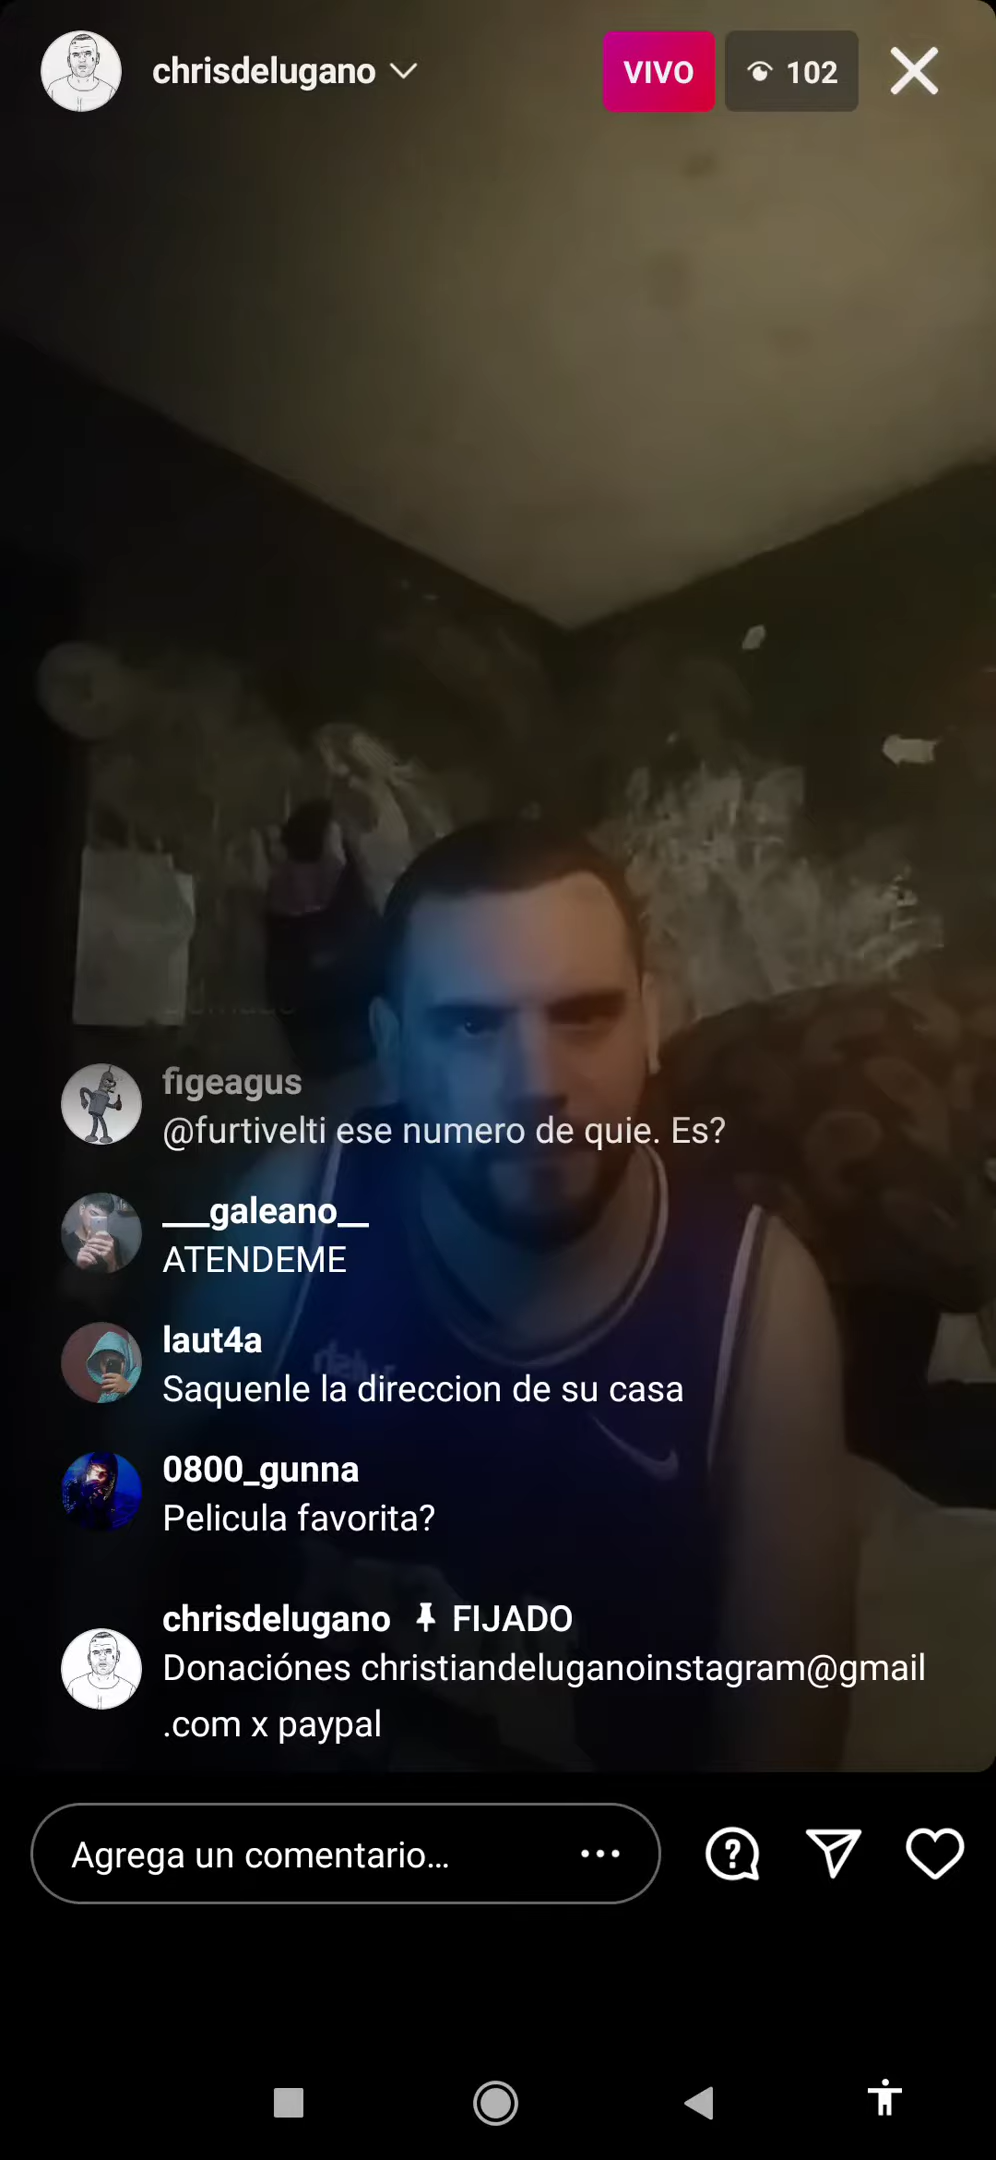 chrisdelugano
VIVO
102
figeagus
@furtivelti ese numero de quie. Es?
___galeano__
ATENDEME
laut4a
Saquenle la direccion de su casa
0800_gunna
Pelicula favorita?
chrisdelugano FIJADO
Donaciónes christiandeluganoinstagram@gmail
.com x paypal
Agrega un comentario...